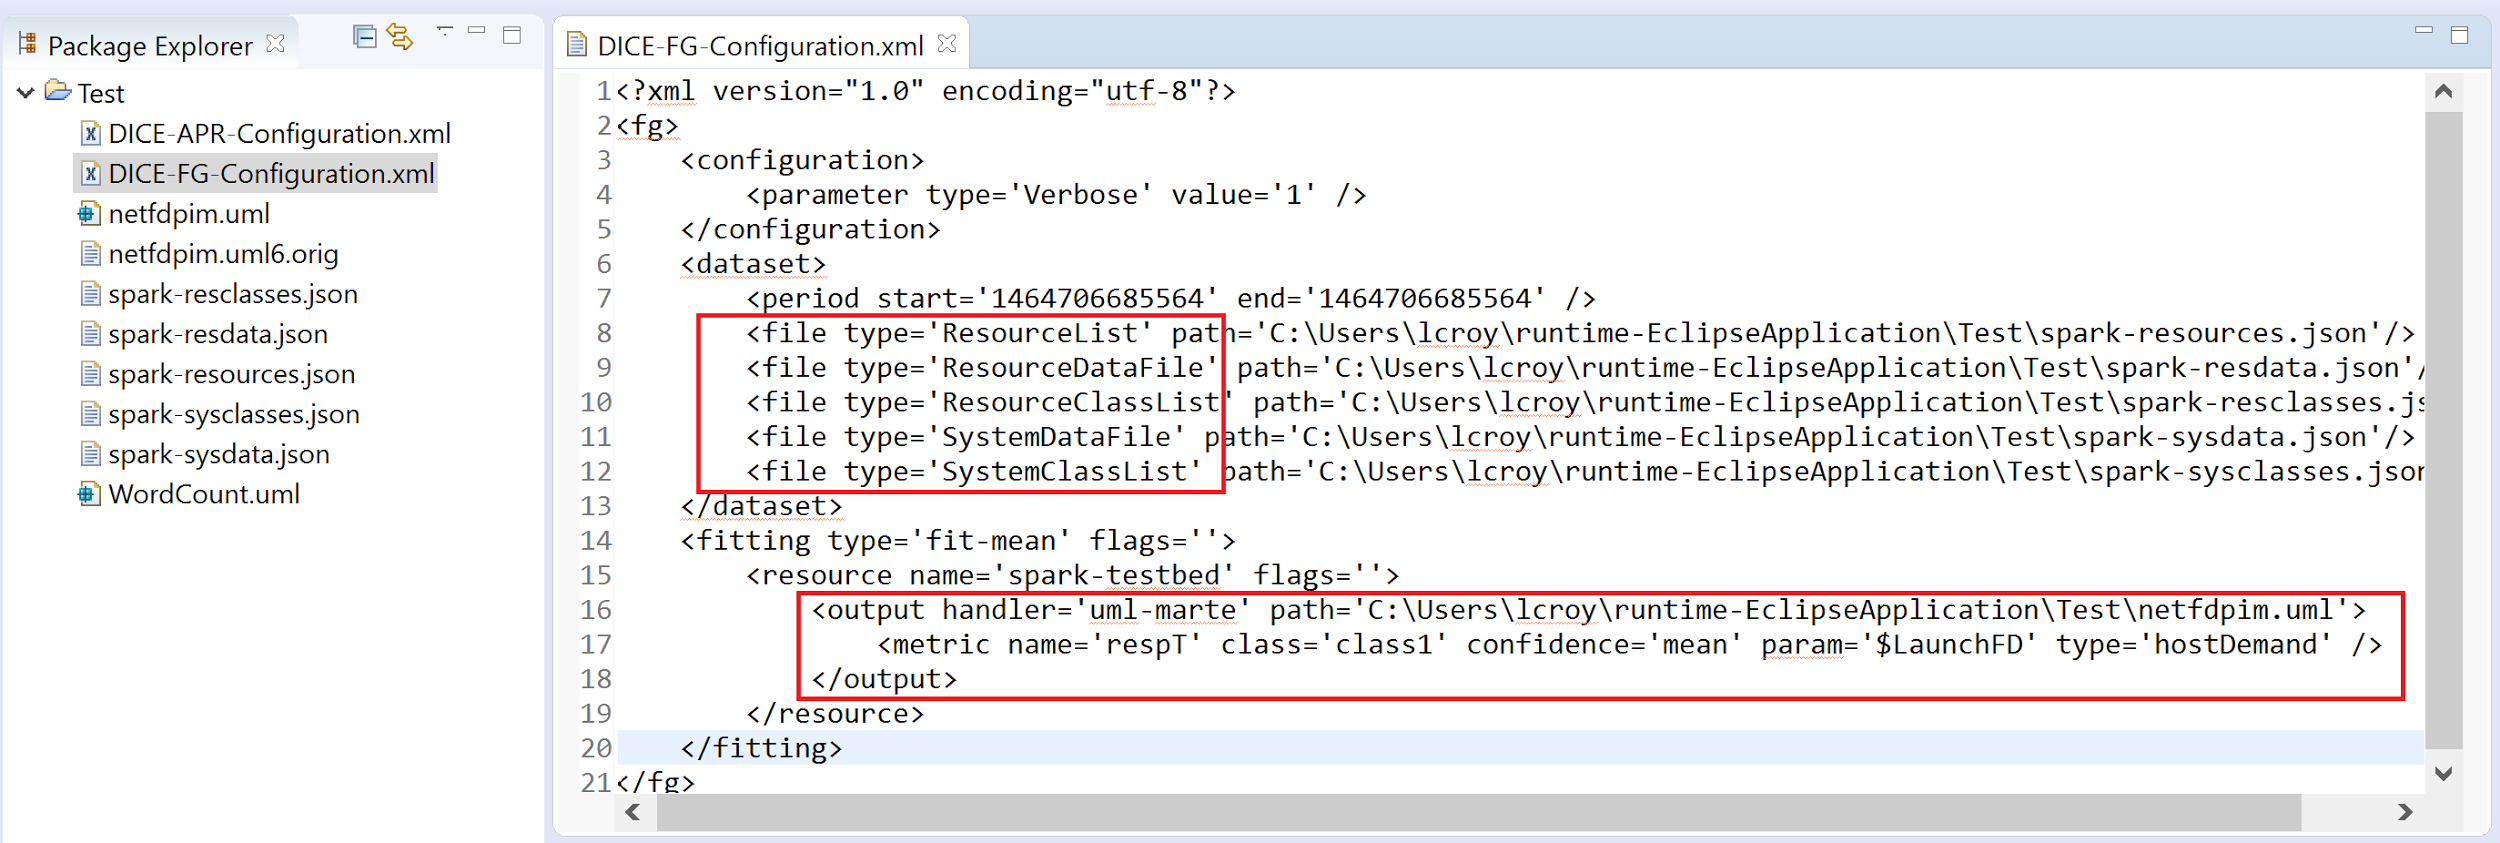 Package Explorer
Test
DICE-APR-Configuration.xml
DICE-FG-Configuration.xml
netfdpim.uml
netfdpim.uml6.orig
spark-resclasses.json
spark-resdata.json
spark-resources.json
spark-sysclasses.json
spark-sysdata.json
WordCount.uml
DICE-FG-Configuration.xml
1 <?xml version="1.0" encoding="utf-8"?>
2 <fg>
3 <configuration>
4 <parameter type='Verbose' value='1' />
5 </configuration>
6 <dataset>
7 <period start='1464706685564' end='1464706685564' />
8 <file type='ResourceList' path='C:\Users\lcroy\runtime-EclipseApplication\Test\spark-resources.json'/>
9 <file type='ResourceDataFile' path='C:\Users\lcroy\runtime-EclipseApplication\Test\spark-resdata.json'/
10 <file type='ResourceClassList' path='C:\Users\lcroy\runtime-EclipseApplication\Test\spark-resclasses.js
11 <file type='SystemDataFile' path='C:\Users\lcroy\runtime-EclipseApplication\Test\spark-sysdata.json'/>
12 <file type='SystemClassList' path='C:\Users\lcroy\runtime-EclipseApplication\Test\spark-sysclasses.json
13 </dataset>
14 <fitting type='fit-mean' flags=''>
15 <resource name='spark-testbed' flags=''>
16 <output handler='uml-marte' path='C:\Users\lcroy\runtime-EclipseApplication\Test\netfdpim.uml'>
17 <metric name='respT' class='class1' confidence='mean' param='$LaunchFD' type='hostDemand' />
18 </output>
19 </resource>
20 </fitting>
21 </fg>